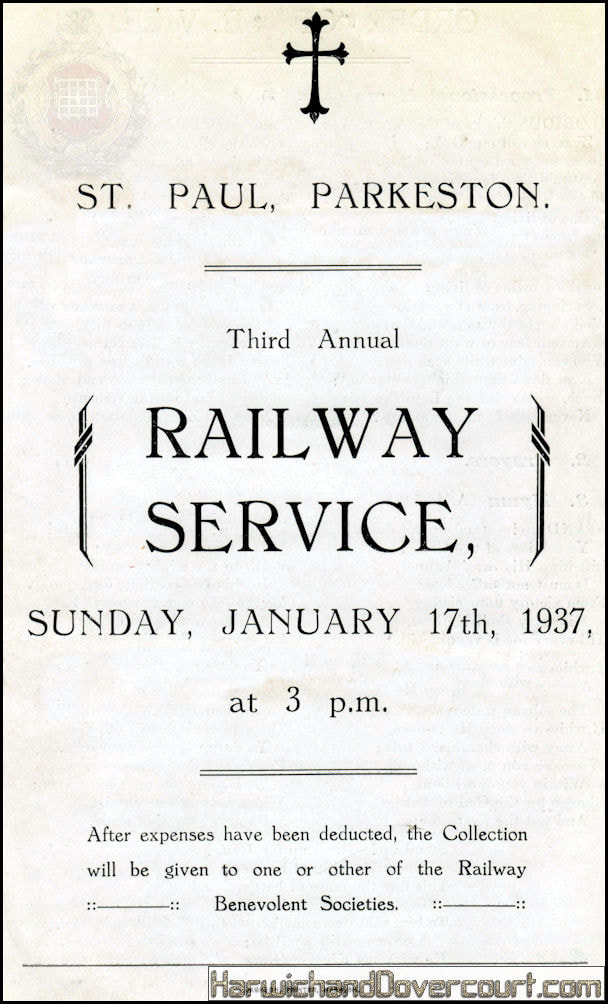 ST. PAUL, PARKESTON.
Third Annual
RAILWAY
SERVICE,
SUNDAY, JANUARY 17th, 1937,
at 3 p.m.
After expenses have been deducted, the Collection
will be given to one or other of the Railway
Benevolent Societies.
HarwichandDovercourt.com